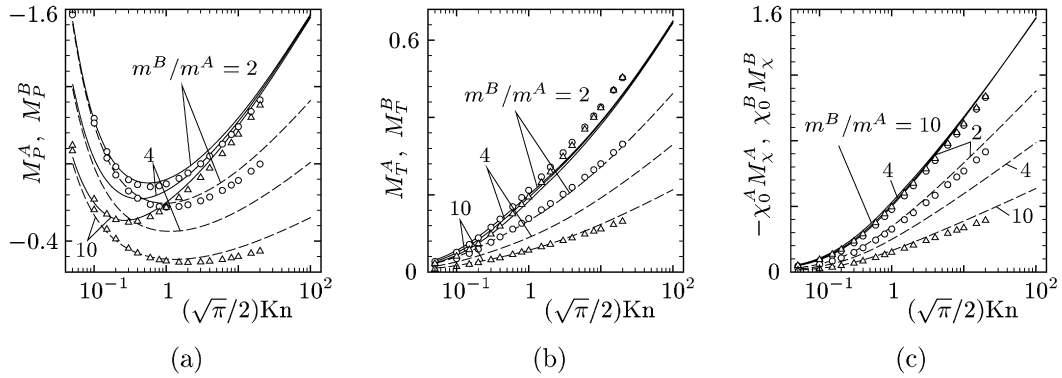 −1.6
−0.4
M_P^A, M_P^B
m^B/m^A = 2
4
10
10^−1
1
10^2
(√π/2)Kn
(a)
0.6
0
M_T^A, M_T^B
m^B/m^A = 2
4
10
10^−1
1
10^2
(√π/2)Kn
(b)
1.6
0
−χ_0^A M_χ^A, χ_0^B M_χ^B
m^B/m^A = 10
4
2
4
10
10^−1
1
10^2
(√π/2)Kn
(c)